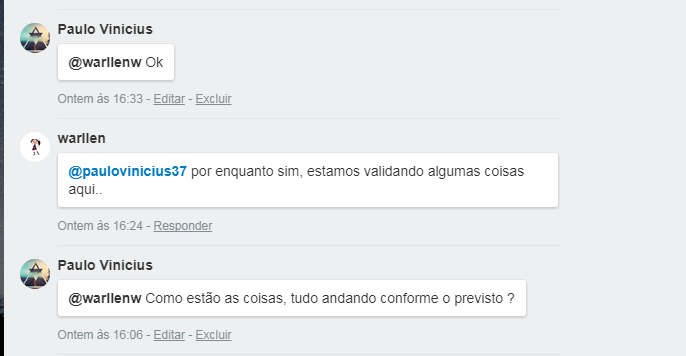 Paulo Vinicius
@warllenw Ok
Ontem às 16:33 - Editar - Excluir
warllen
@paulovinicius37 por enquanto sim, estamos validando algumas coisas
aqui..
Ontem às 16:24 - Responder
Paulo Vinicius
@warllenw Como estão as coisas, tudo andando conforme o previsto ?
Ontem às 16:06 - Editar - Excluir